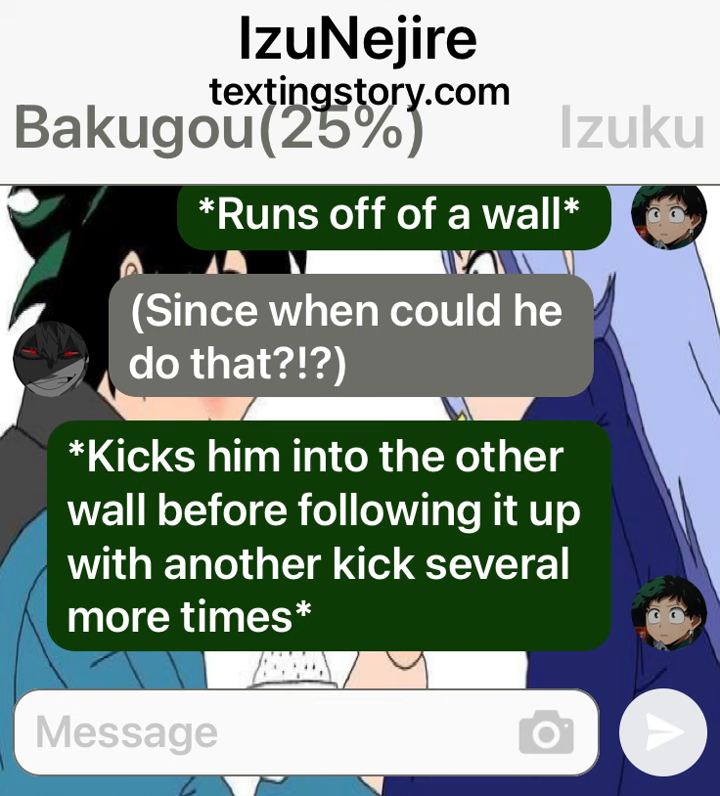 IzuNejire
textingstory.com
Bakugou(25%) Izuku
*Runs off of a wall*
(Since when could he
do that?!?)
*Kicks him into the other
wall before following it up
with another kick several
more times*
Message